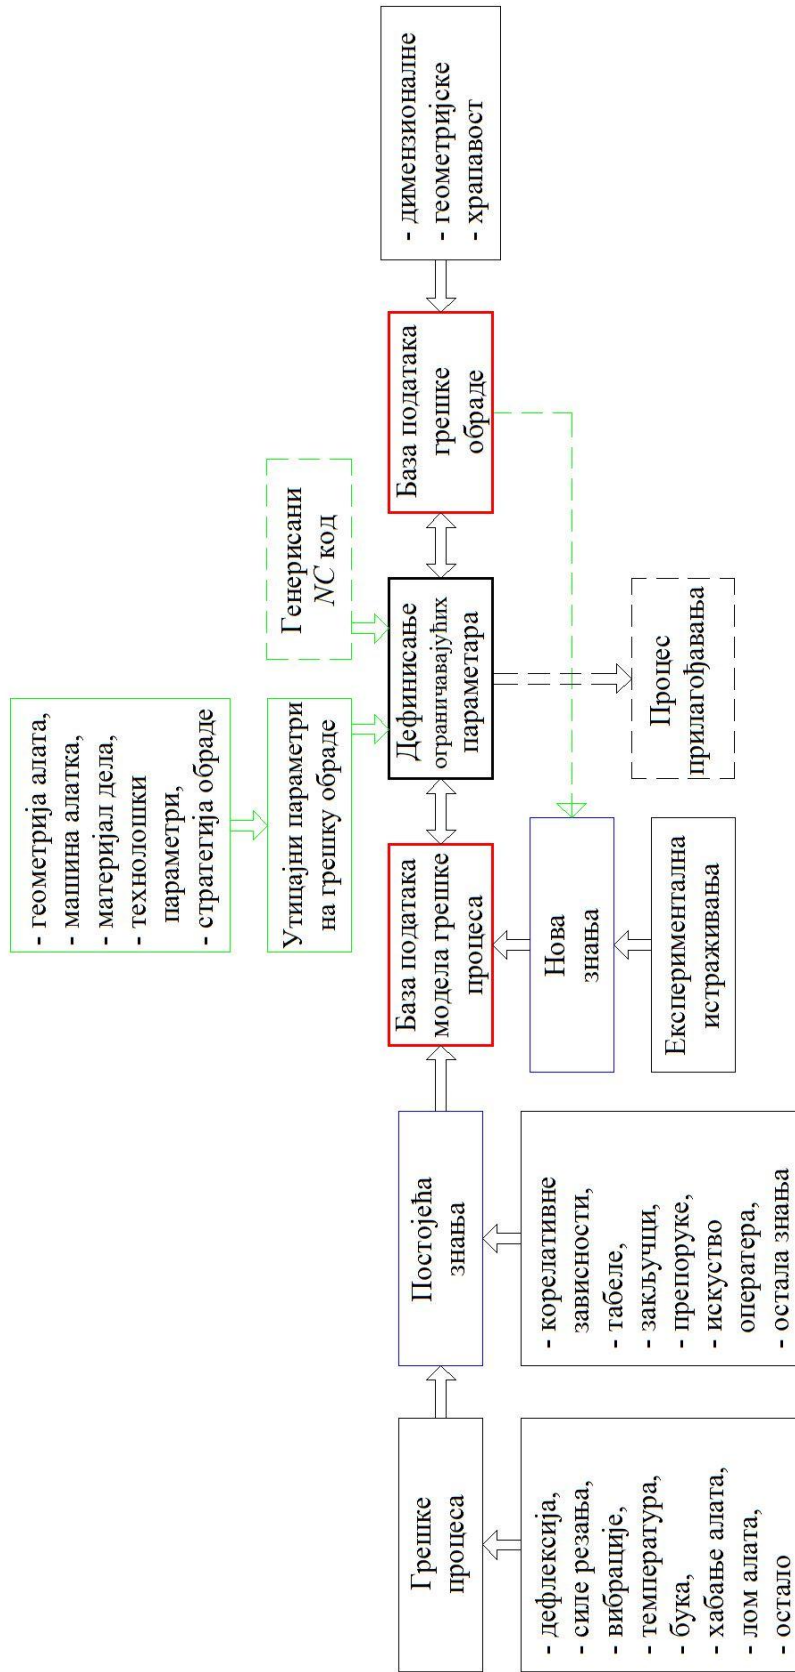 Грешке
процеса
- дефлексија,
- силе резања,
- вибрације,
- температура,
- бука,
- хабање алата,
- лом алата,
- остало
Постојећа
знања
- корелативне
зависности,
- табеле,
- закључци,
- препоруке,
- искуство
оператера,
- остала знања
- геометрија алата,
- машина алатка,
- материјал дела,
- технолошки
параметри,
- стратегија обраде
Утицајни параметри
на грешку обраде
База података
модела грешке
процеса
Нова
знања
Експериментална
истраживања
Генерисани
NC код
Дефинисање
ограничавајућих
параметара
Процес
прилагођавања
База података
грешке
обраде
- димензионалне
- геометријске
- храпавост